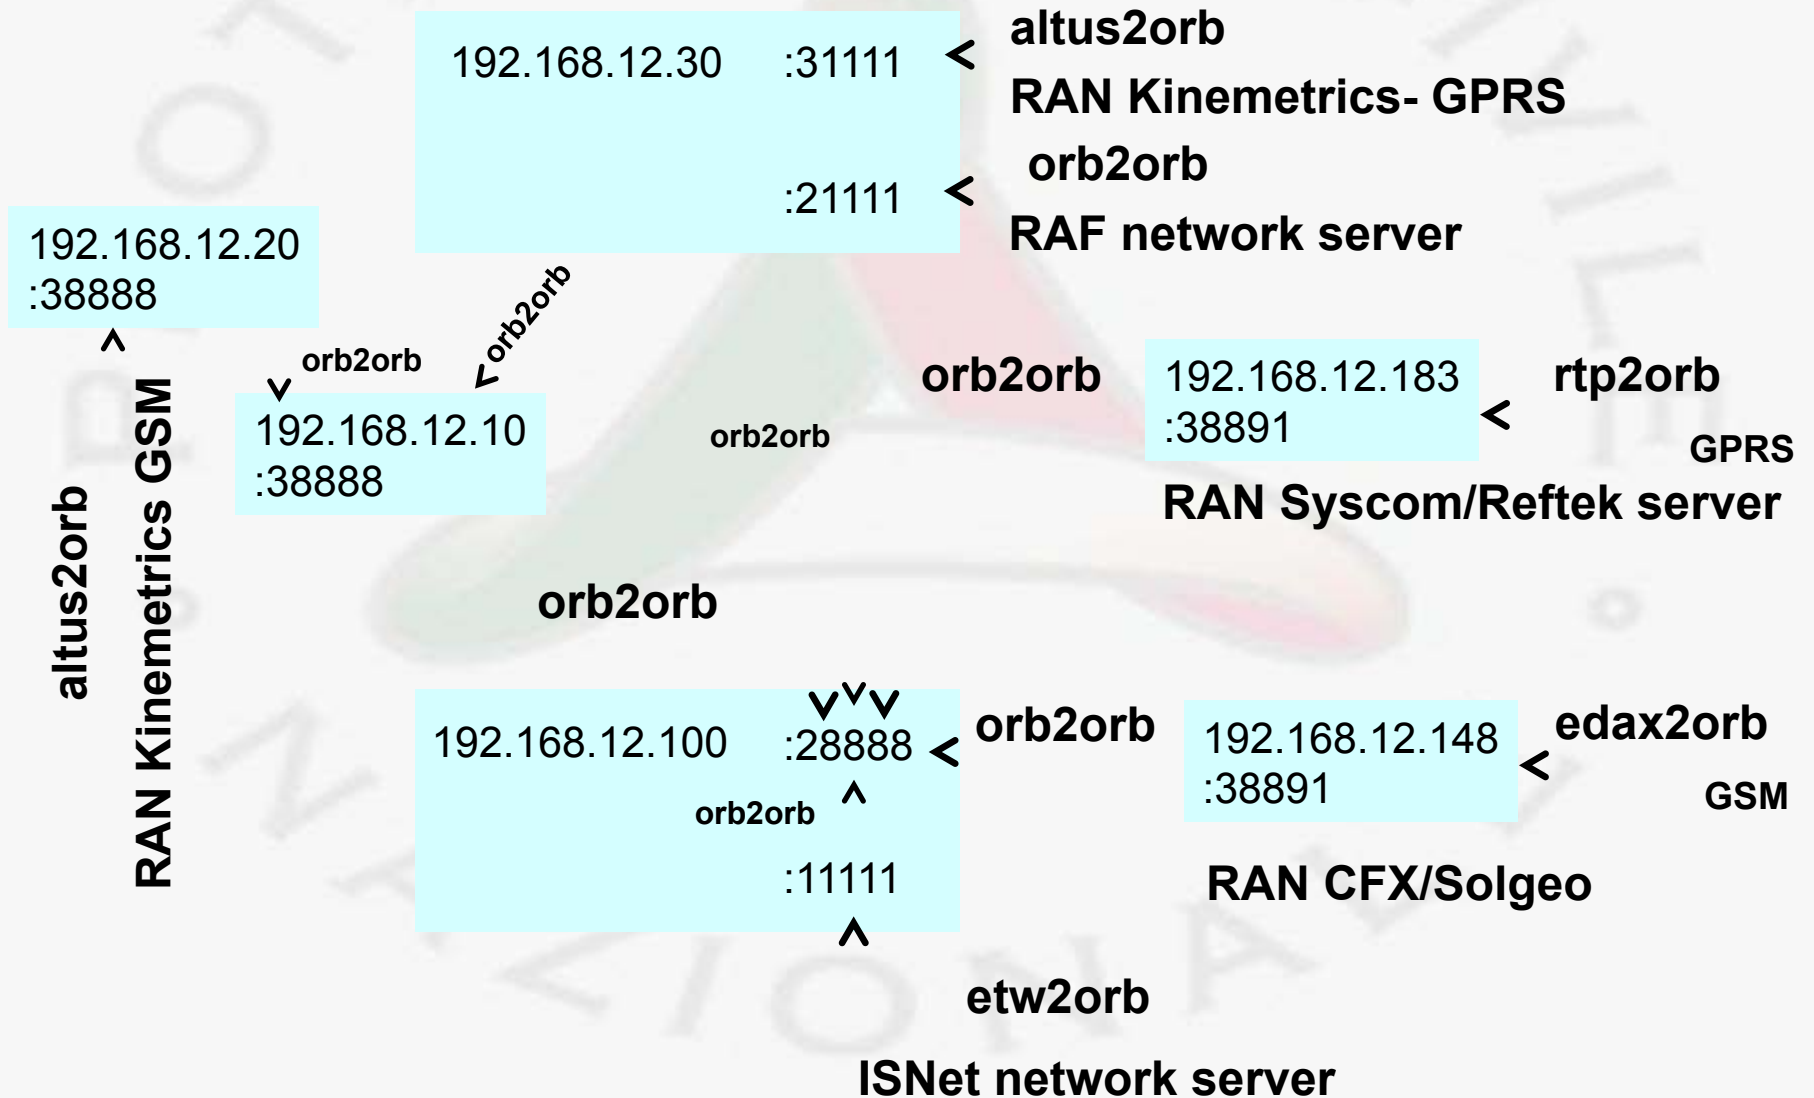 altus2orb
192.168.12.30 :31111
RAN Kinemetrics- GPRS
orb2orb
:21111
RAF network server
192.168.12.20
:38888
orb2orb
orb2orb
192.168.12.10
:38888
orb2orb
orb2orb
192.168.12.183
:38891
rtp2orb
GPRS
RAN Syscom/Reftek server
altus2orb
RAN Kinemetrics GSM
orb2orb
192.168.12.100 :28888
orb2orb
:11111
orb2orb
192.168.12.148
:38891
edax2orb
GSM
RAN CFX/Solgeo
etw2orb
ISNet network server
NAZIONALE